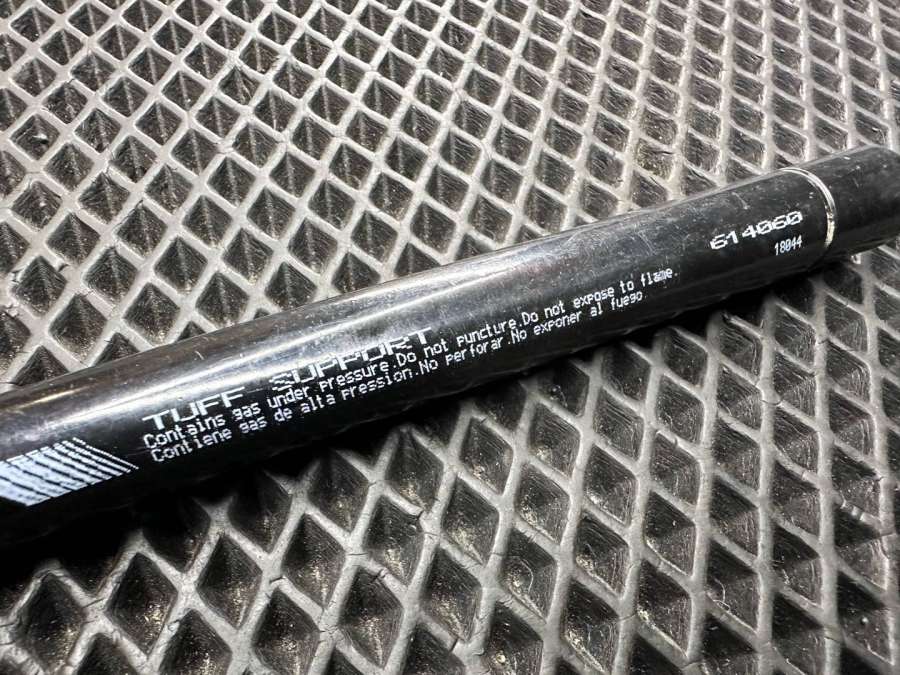 TUFF SUPPORT
Contains gas under Pressure.Do not Puncture.Do not expose to flame.
Contiene gas de alta Pression.No Perforar.No exponer al fuego.
614060
18044